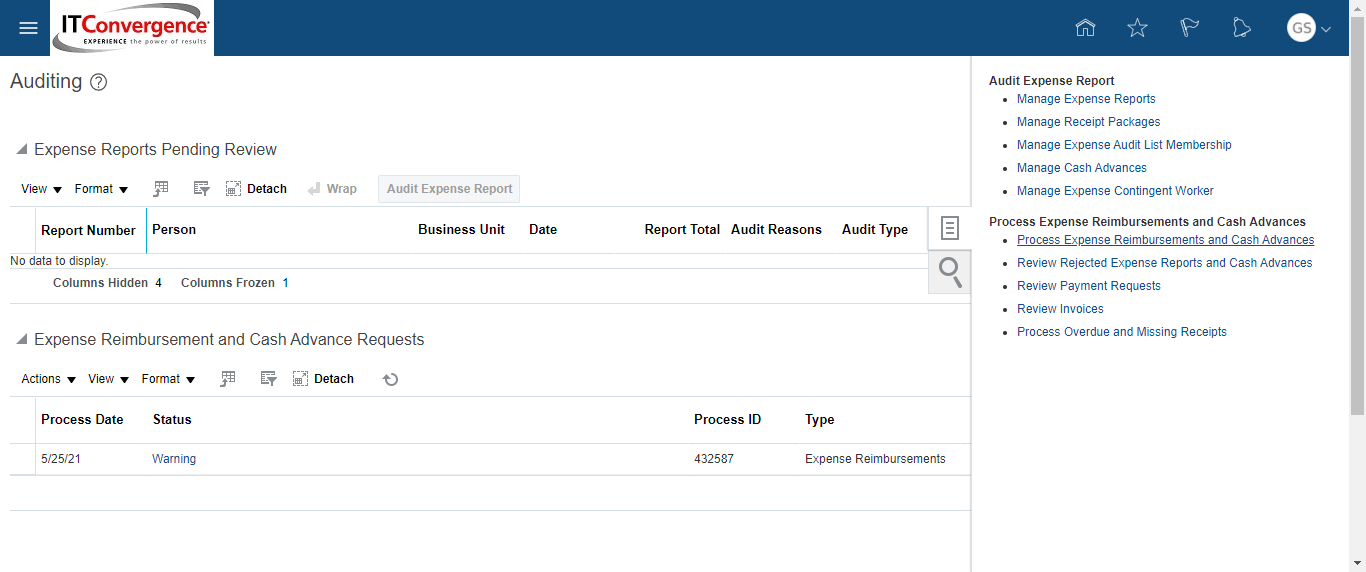 ITConvergence
EXPERIENCE the power of results
GS
Auditing
Expense Reports Pending Review
View Format Detach Wrap Audit Expense Report
Report Number Person Business Unit Date Report Total Audit Reasons Audit Type
No data to display.
Columns Hidden 4 Columns Frozen 1
Expense Reimbursement and Cash Advance Requests
Actions View Format Detach
Process Date Status Process ID Type
5/25/21 Warning 432587 Expense Reimbursements
Audit Expense Report
Manage Expense Reports
Manage Receipt Packages
Manage Expense Audit List Membership
Manage Cash Advances
Manage Expense Contingent Worker
Process Expense Reimbursements and Cash Advances
Process Expense Reimbursements and Cash Advances
Review Rejected Expense Reports and Cash Advances
Review Payment Requests
Review Invoices
Process Overdue and Missing Receipts